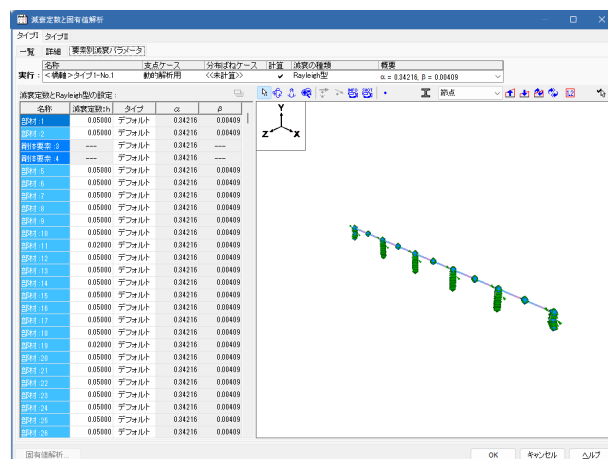 減衰定数と固有値解析
タイプI タイプII
一覧 詳細 要素別減衰パラメータ
名称 支点ケース 分布ばねケース 計算 減衰の種類 概要
実行： <橋軸>タイプ1-No.1 動的解析用 <<未計算>> ✔ Rayleigh型 α = 0.34216, β = 0.00409
減衰定数とRayleigh型の設定： 節点
名称 減衰定数:h タイプ α β
部材:1 0.05000 デフォルト 0.34216 0.00409
部材:2 0.05000 デフォルト 0.34216 0.00409
剛体要素:3 --- デフォルト 0.34216 0.00409
剛体要素:4 --- デフォルト 0.34216 0.00409
部材:5 0.05000 デフォルト 0.34216 0.00409
部材:6 0.05000 デフォルト 0.34216 0.00409
部材:7 0.05000 デフォルト 0.34216 0.00409
部材:8 0.05000 デフォルト 0.34216 0.00409
部材:9 0.05000 デフォルト 0.34216 0.00409
部材:10 0.05000 デフォルト 0.34216 0.00409
部材:11 0.02000 デフォルト 0.34216 0.00409
部材:12 0.05000 デフォルト 0.34216 0.00409
部材:13 0.05000 デフォルト 0.34216 0.00409
部材:14 0.05000 デフォルト 0.34216 0.00409
部材:15 0.05000 デフォルト 0.34216 0.00409
部材:16 0.05000 デフォルト 0.34216 0.00409
部材:17 0.05000 デフォルト 0.34216 0.00409
部材:18 0.05000 デフォルト 0.34216 0.00409
部材:19 0.02000 デフォルト 0.34216 0.00409
部材:20 0.05000 デフォルト 0.34216 0.00409
部材:21 0.05000 デフォルト 0.34216 0.00409
部材:22 0.05000 デフォルト 0.34216 0.00409
部材:23 0.05000 デフォルト 0.34216 0.00409
部材:24 0.05000 デフォルト 0.34216 0.00409
部材:25 0.05000 デフォルト 0.34216 0.00409
部材:26 0.05000 デフォルト 0.34216 0.00409
Y
Z X
固有値解析... OK キャンセル ヘルプ